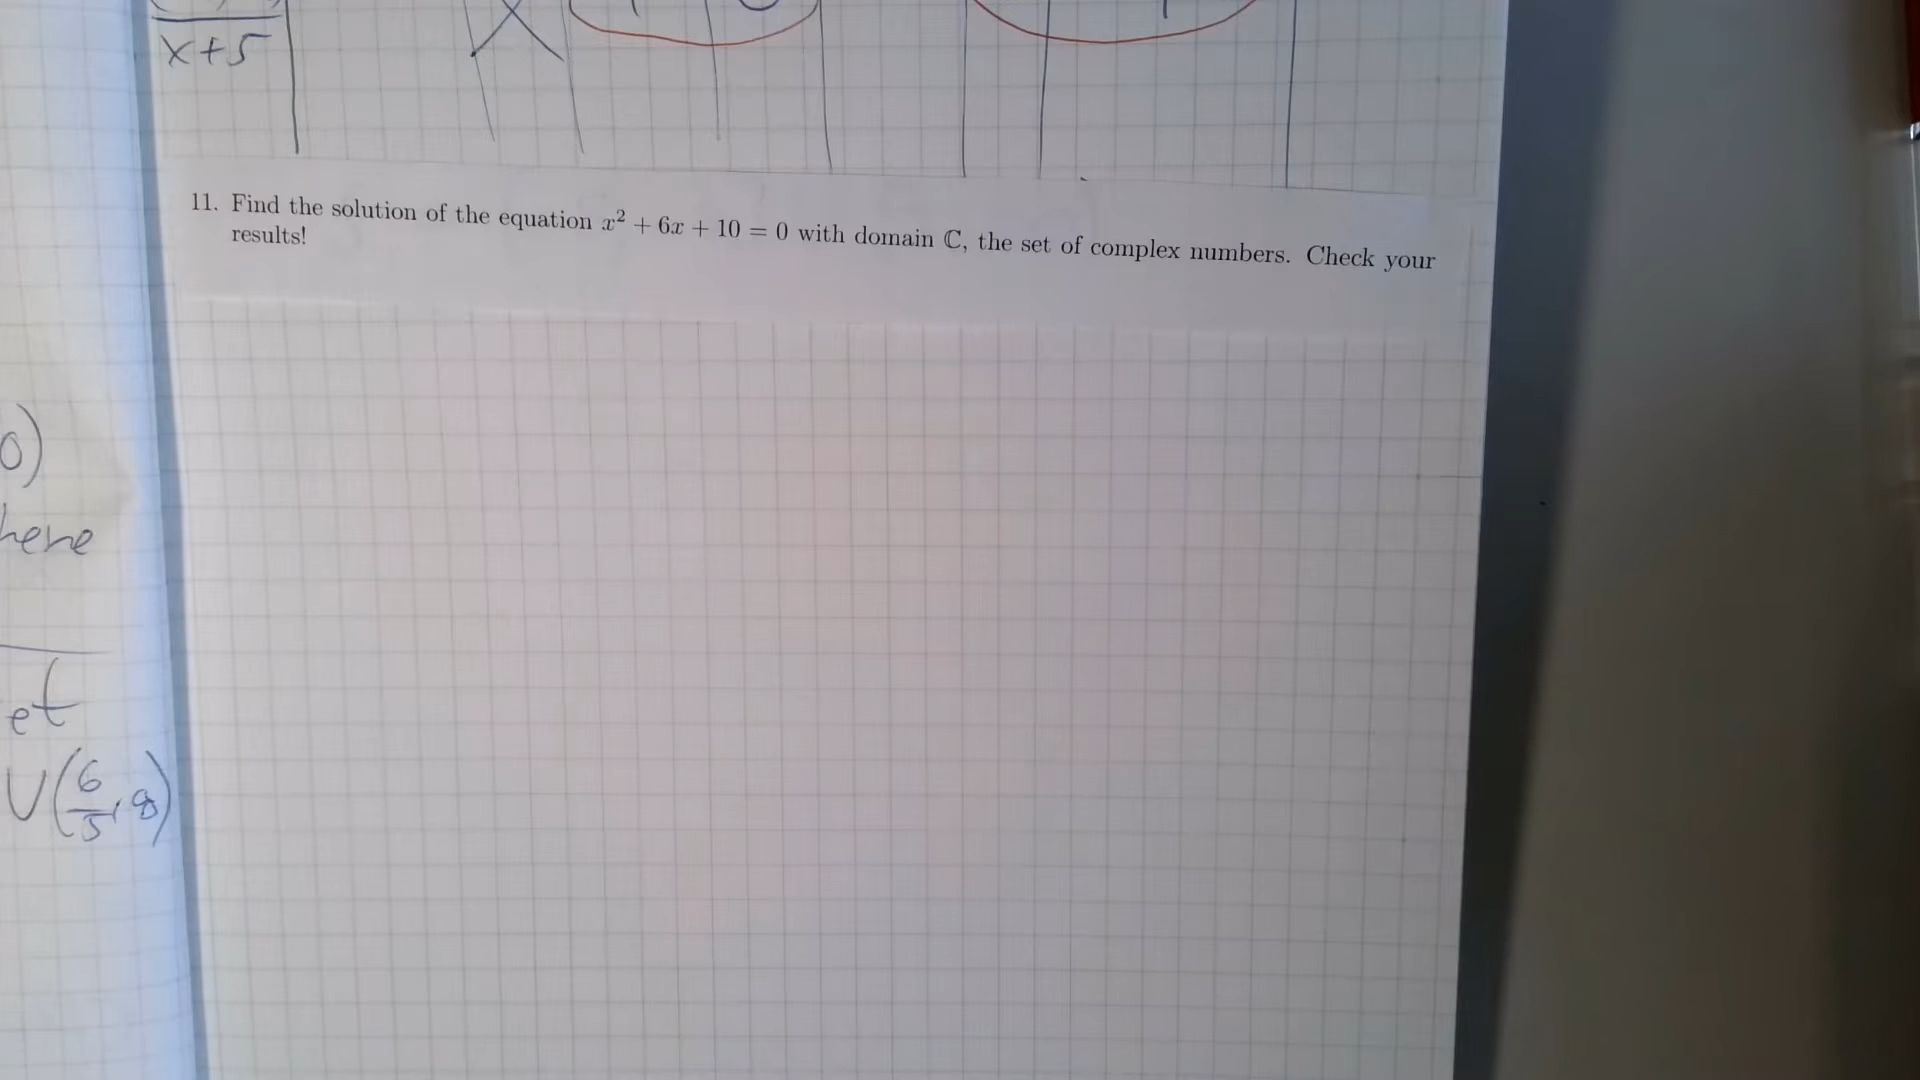 x+5
11. Find the solution of the equation x² + 6x + 10 = 0 with domain ℂ, the set of complex numbers. Check your
results!
0)
here
et
∪(6/5, 8)